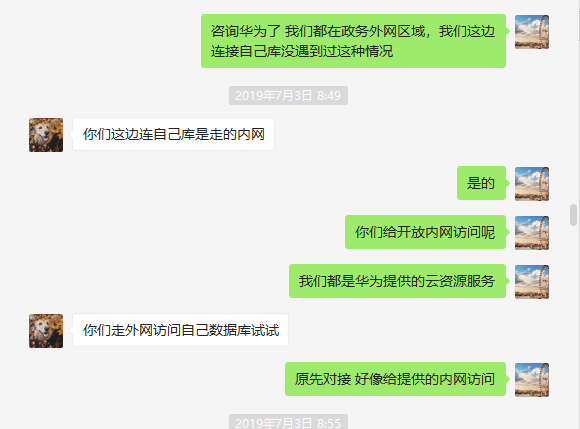 咨询华为了 我们都在政务外网区域，我们这边
连接自己库没遇到过这种情况
2019年7月3日 8:49
你们这边连自己库是走的内网
是的
你们给开放内网访问呢
我们都是华为提供的云资源服务
你们走外网访问自己数据库试试
原先对接 好像给提供的内网访问
2019年7月3日 8:55